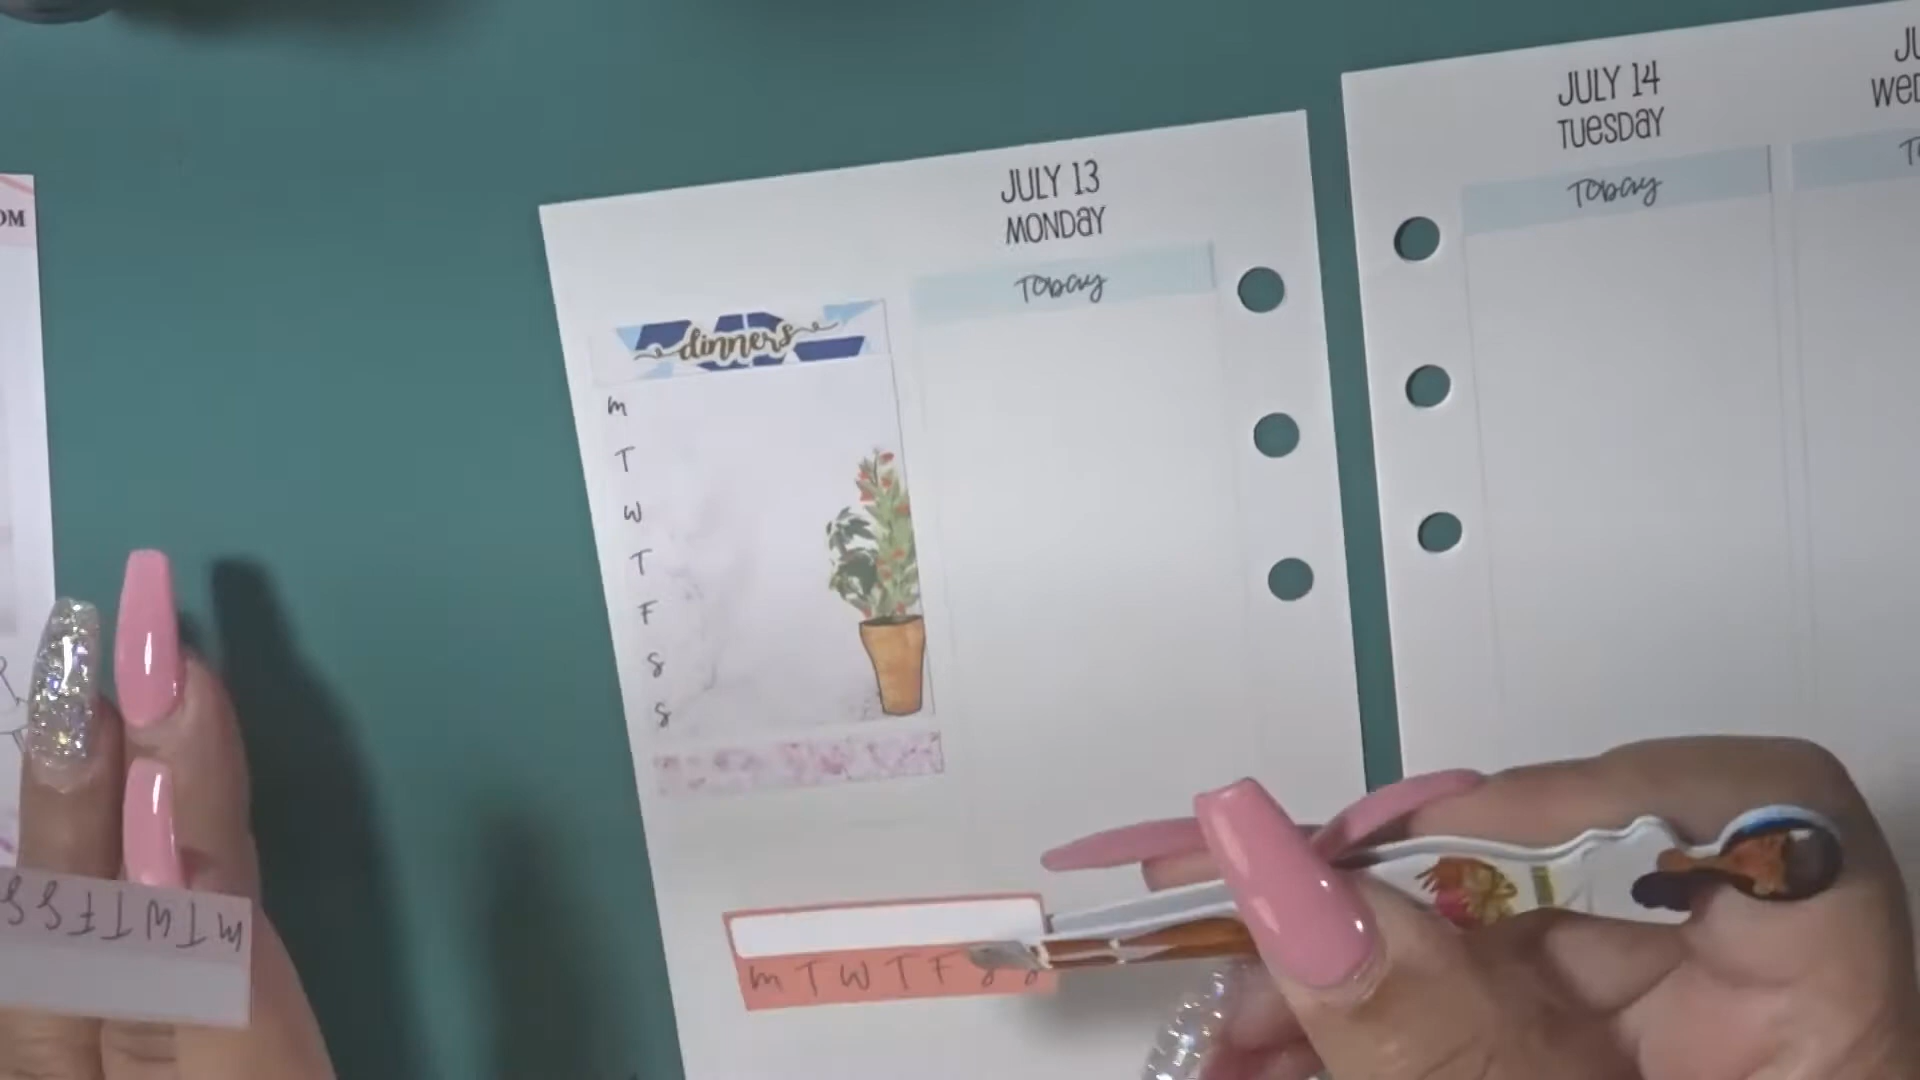 JULY 13
MONDAY
TODAY
dinners
M
T
W
T
F
S
S
M T W T F S S
JULY 14
TUESDAY
TODAY
M T W T F S S